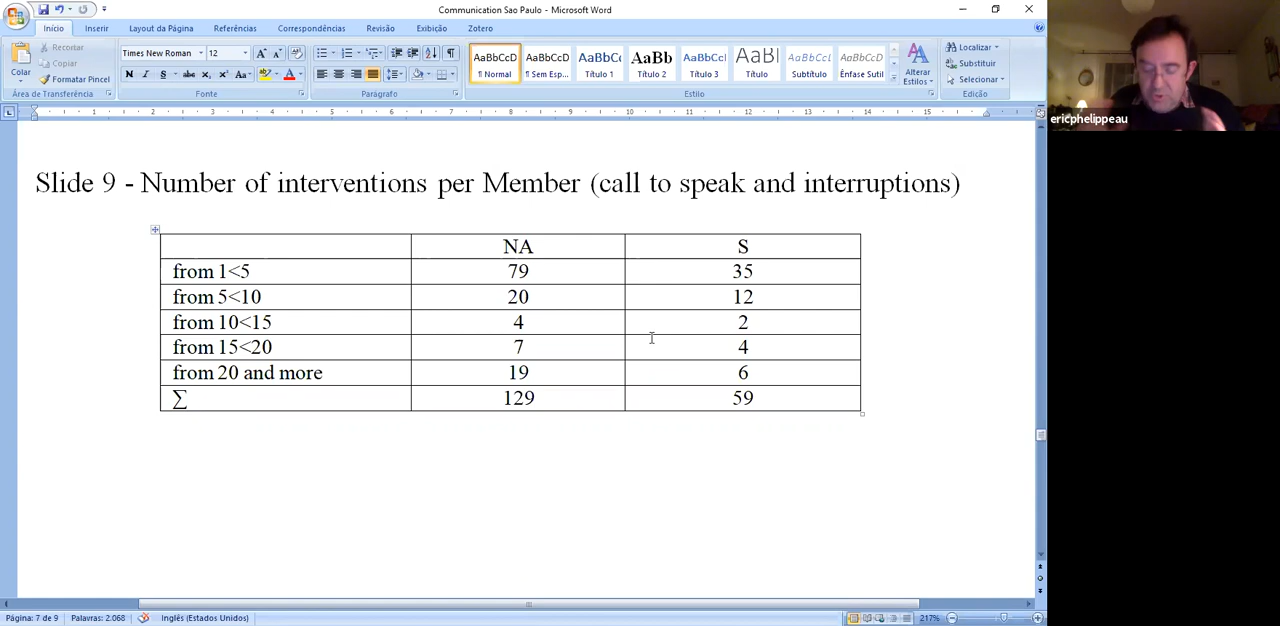 Communication Sao Paulo - Microsoft Word
Início Inserir Layout da Página Referências Correspondências Revisão Exibição Zotero
Colar
Recortar
Copiar
Formatar Pincel
Área de Transferência
Times New Roman 12
Fonte
Parágrafo
AaBbCcD AaBbCcD AaBbC AaBb AaBbCc AaB AaBbCcL AaBbCcD
¶ Normal ¶ Sem Esp... Título 1 Título 2 Título 3 Título Subtítulo Ênfase Sutil
Alterar
Estilos
Estilo
Localizar
Substituir
Selecionar
Edição
ericphelippeau
Slide 9 - Number of interventions per Member (call to speak and interruptions)
NA S
from 1<5 79 35
from 5<10 20 12
from 10<15 4 2
from 15<20 7 4
from 20 and more 19 6
∑ 129 59
Página: 7 de 9 Palavras: 2.068 Inglês (Estados Unidos) 217%